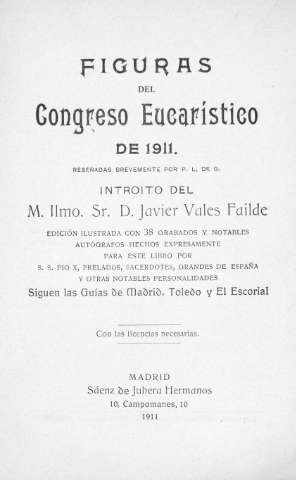 FIGURAS
DEL
Congreso Eucarístico
DE 1911.
RESEÑADAS BREVEMENTE POR P. L. DE G.
INTROITO DEL
M. Ilmo. Sr. D. Javier Vales Failde
EDICIÓN ILUSTRADA CON 38 GRABADOS Y NOTABLES
AUTÓGRAFOS HECHOS EXPRESAMENTE
PARA ESTE LIBRO POR
S. S. PIO X, PRELADOS, SACERDOTES, GRANDES DE ESPAÑA
Y OTRAS NOTABLES PERSONALIDADES
Siguen las Guías de Madrid, Toledo y El Escorial
Con las licencias necesarias.
MADRID
Sáenz de Jubera Hermanos
10, Campomanes, 10
1911